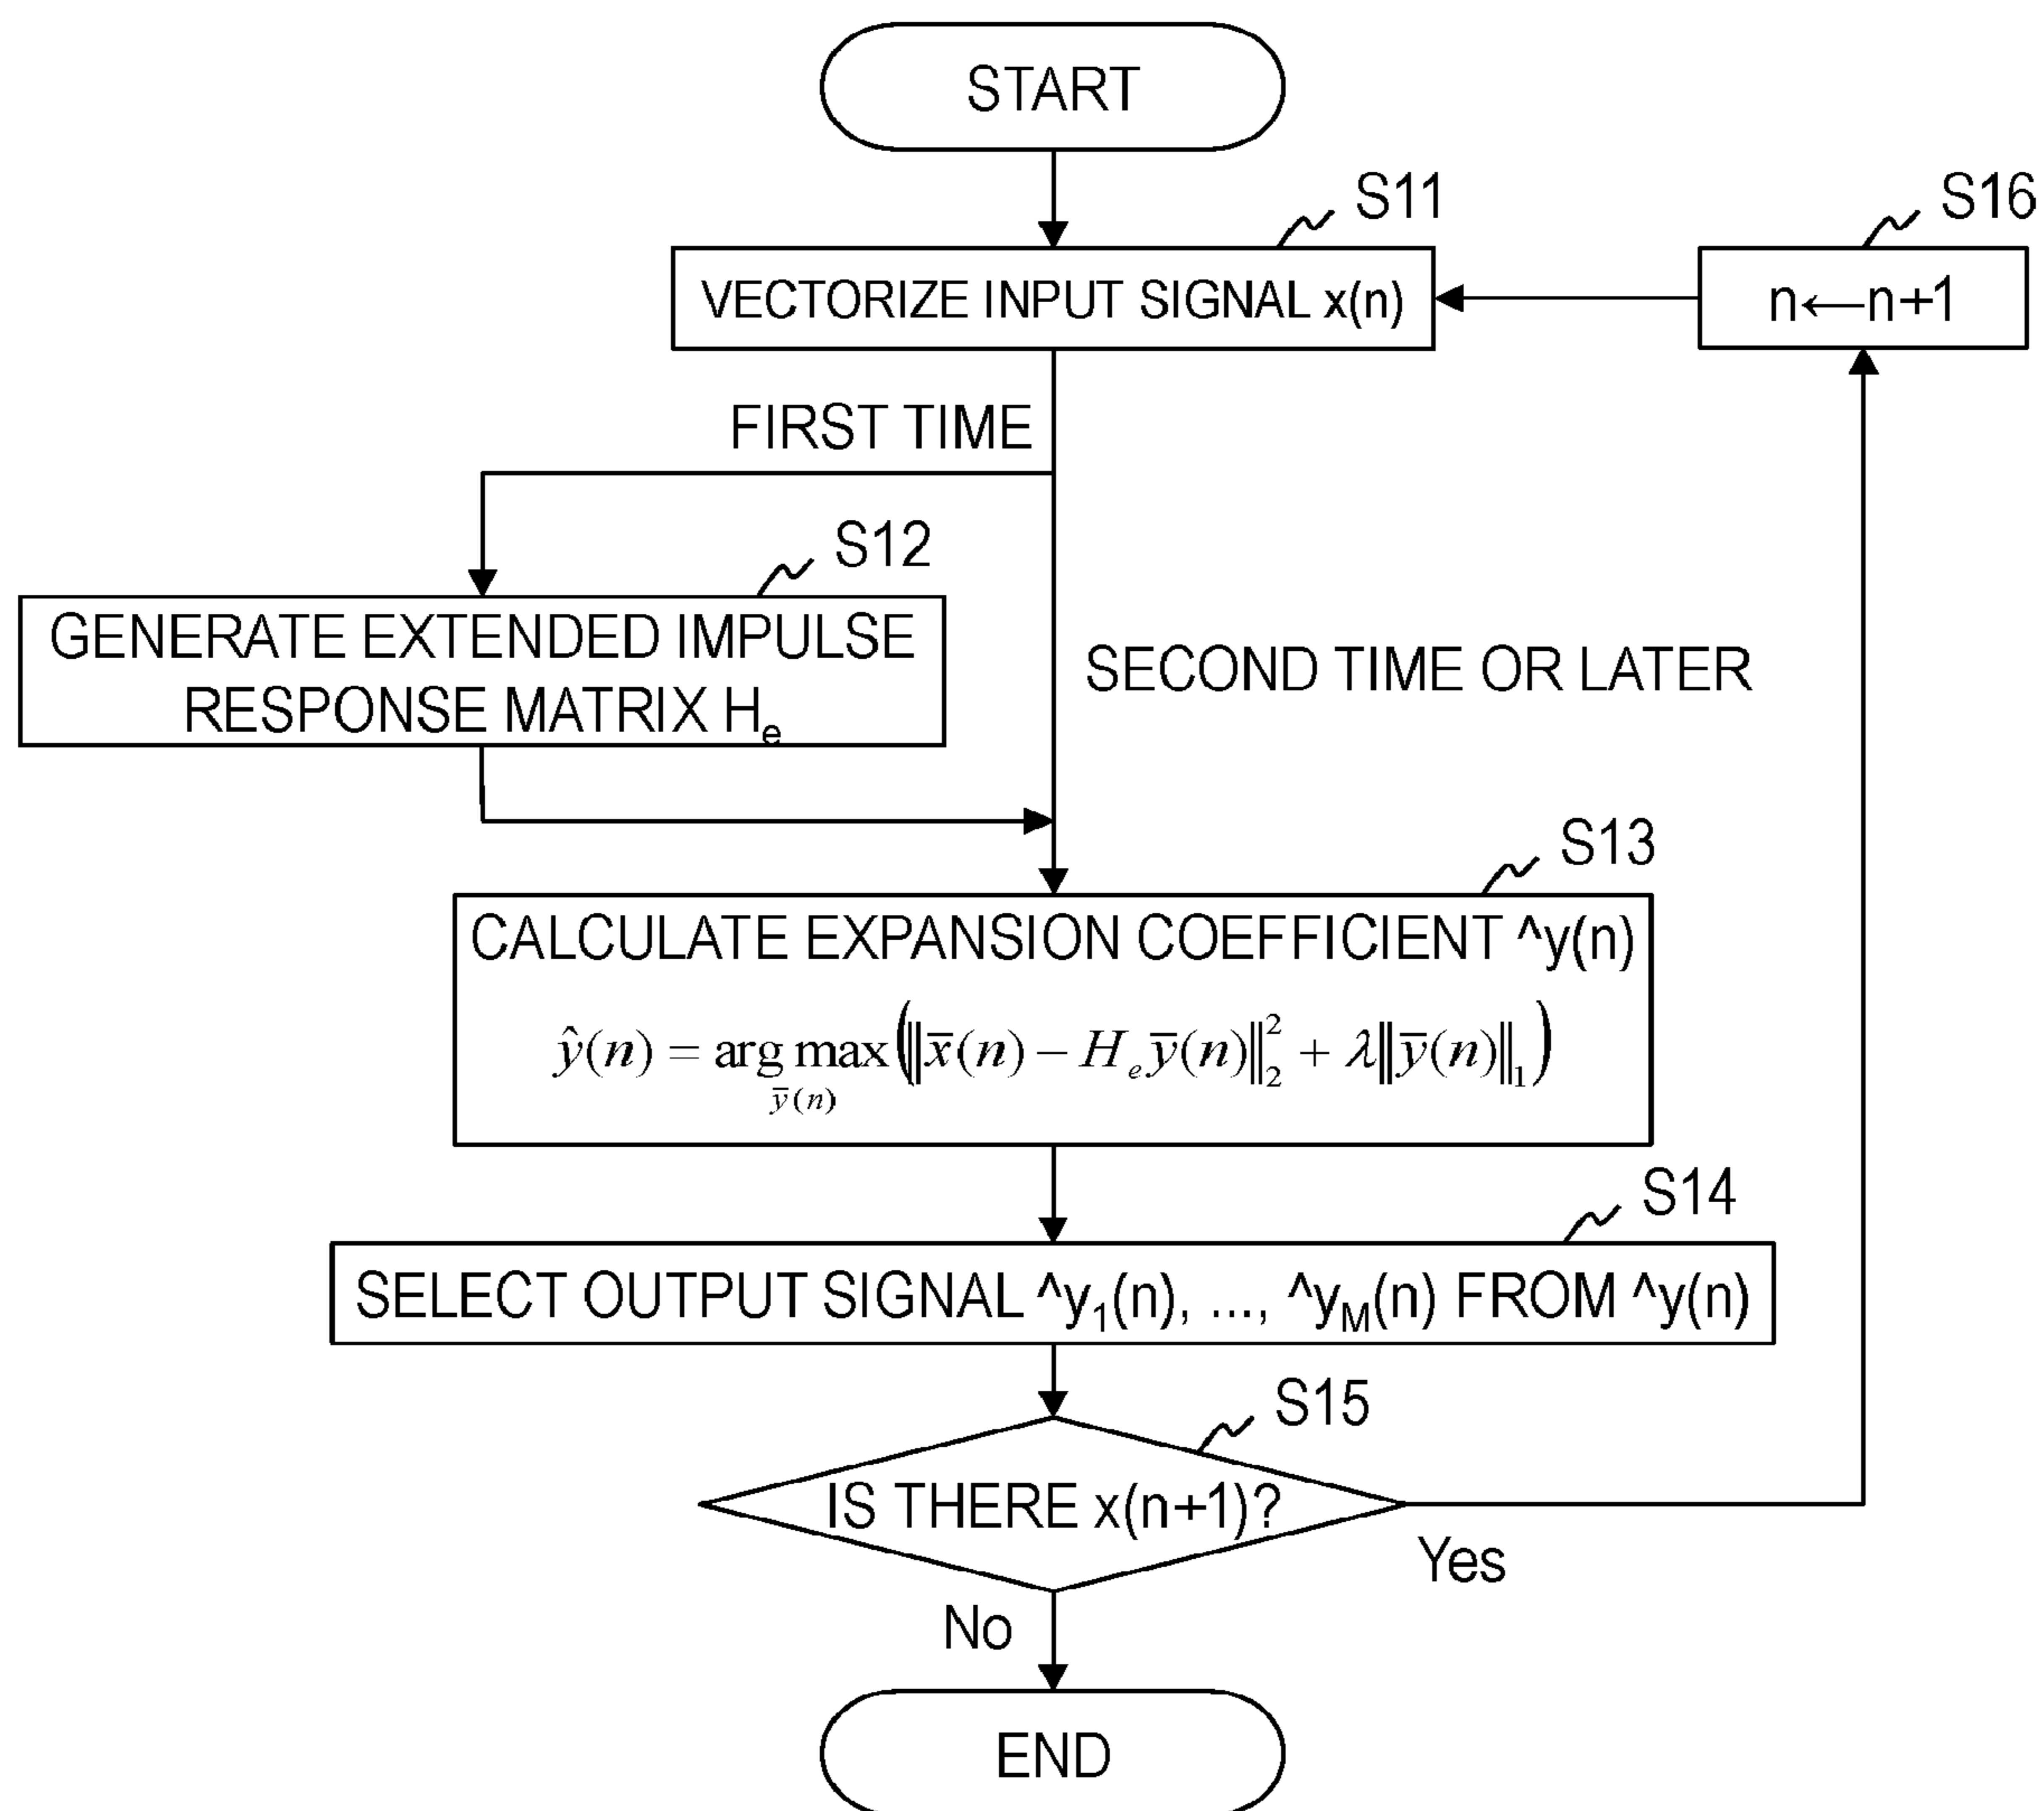 START
S11
S16
VECTORIZE INPUT SIGNAL x(n)
n←n+1
FIRST TIME
S12
GENERATE EXTENDED IMPULSE
RESPONSE MATRIX Hₑ
SECOND TIME OR LATER
S13
CALCULATE EXPANSION COEFFICIENT ^y(n)
ŷ(n) = arg max(‖x̅(n) − Hₑy̅(n)‖₂² + λ‖y̅(n)‖₁)
y̅(n)
S14
SELECT OUTPUT SIGNAL ^y₁(n), ..., ^y_M(n) FROM ^y(n)
S15
IS THERE x(n+1)?
Yes
No
END